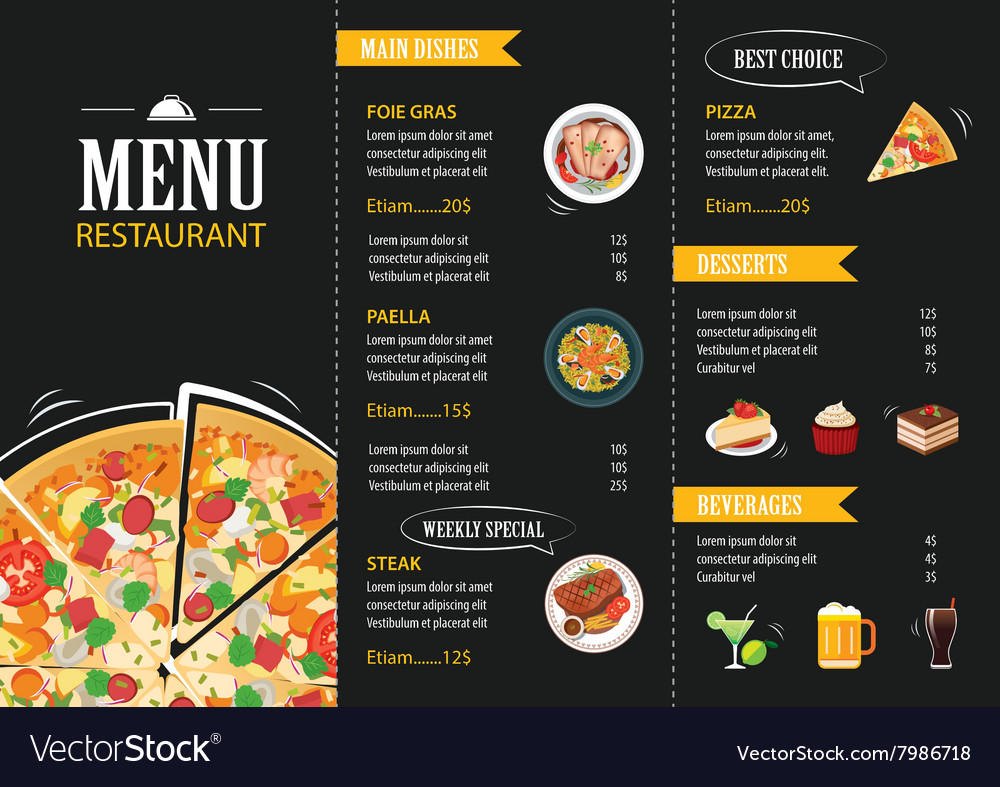 MENU
RESTAURANT
MAIN DISHES
FOIE GRAS
Lorem ipsum dolor sit amet
consectetur adipiscing elit
Vestibulum et placerat elit
Etiam.......20$
Lorem ipsum dolor sit 12$
consectetur adipiscing elit 10$
Vestibulum et placerat elit 8$
PAELLA
Lorem ipsum dolor sit amet
consectetur adipiscing elit
Vestibulum et placerat elit
Etiam.......15$
Lorem ipsum dolor sit 10$
consectetur adipiscing elit 10$
Vestibulum et placerat elit 25$
WEEKLY SPECIAL
STEAK
Lorem ipsum dolor sit amet
consectetur adipiscing elit
Vestibulum et placerat elit
Etiam.......12$
BEST CHOICE
PIZZA
Lorem ipsum dolor sit amet,
consectetur adipiscing elit.
Vestibulum et placerat elit.
Etiam.......20$
DESSERTS
Lorem ipsum dolor sit 12$
consectetur adipiscing elit 10$
Vestibulum et placerat elit 8$
Curabitur vel 7$
BEVERAGES
Lorem ipsum dolor sit 4$
consectetur adipiscing elit 4$
Curabitur vel 3$
VectorStock®
VectorStock.com/7986718